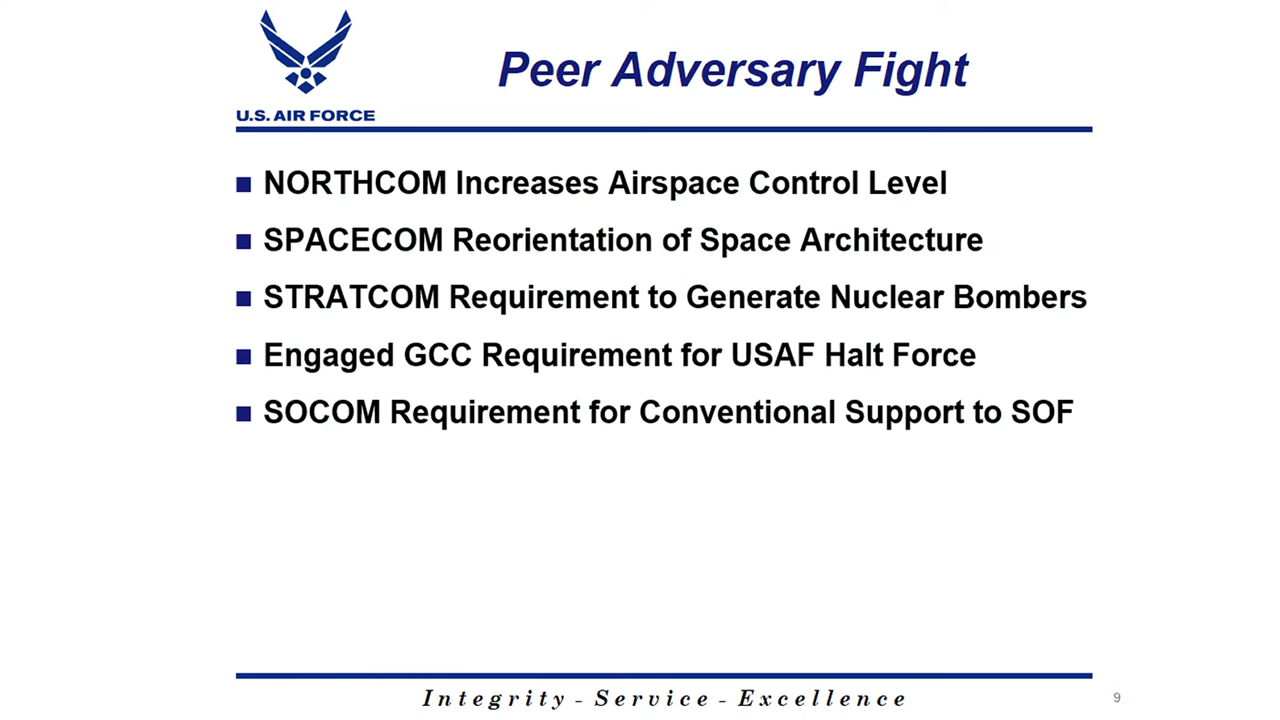 Peer Adversary Fight
U.S. AIR FORCE
NORTHCOM Increases Airspace Control Level
SPACECOM Reorientation of Space Architecture
STRATCOM Requirement to Generate Nuclear Bombers
Engaged GCC Requirement for USAF Halt Force
SOCOM Requirement for Conventional Support to SOF
Integrity - Service - Excellence
9